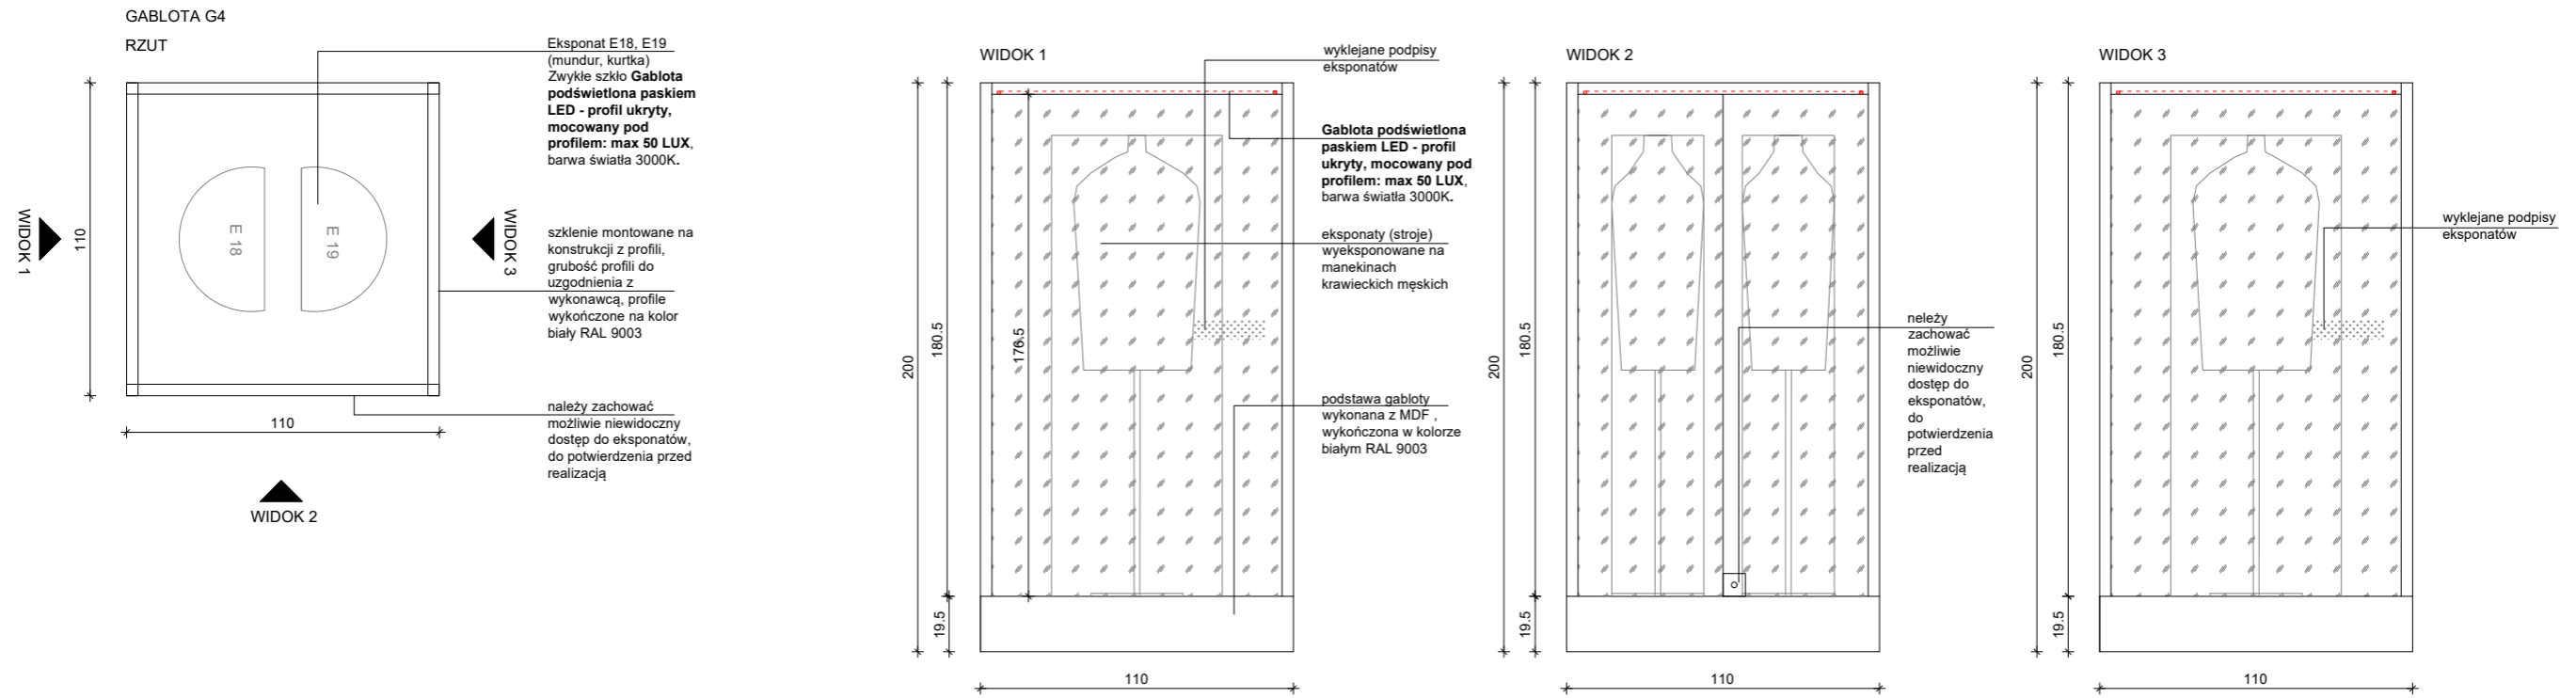 GABLOTA G4
RZUT
Eksponat E18, E19
(mundur, kurtka)
Zwykłe szkło Gablota
podświetlona paskiem
LED - profil ukryty,
mocowany pod
profilem: max 50 LUX,
barwa światła 3000K.
szklenie montowane na
konstrukcji z profili,
grubość profili do
uzgodnienia z
wykonawcą, profile
wykończone na kolor
biały RAL 9003
należy zachować
możliwie niewidoczny
dostęp do eksponatów,
do potwierdzenia przed
realizacją
WIDOK 1
110
E 18
E 19
WIDOK 3
110
WIDOK 2
WIDOK 1
wyklejane podpisy
eksponatów
Gablota podświetlona
paskiem LED - profil
ukryty, mocowany pod
profilem: max 50 LUX,
barwa światła 3000K.
eksponaty (stroje)
wyeksponowane na
manekinach
krawieckich męskich
podstawa gabloty
wykonana z MDF ,
wykończona w kolorze
białym RAL 9003
200
180.5
176.5
19.5
110
WIDOK 2
neleży
zachować
możliwie
niewidoczny
dostęp do
eksponatów,
do
potwierdzenia
przed
realizacją
200
180.5
19.5
110
WIDOK 3
wyklejane podpisy
eksponatów
200
180.5
19.5
110